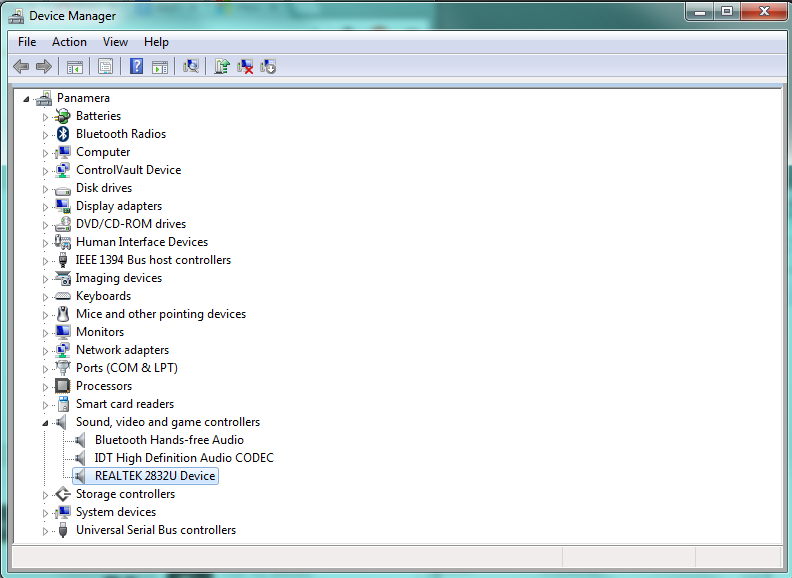 Device Manager
File Action View Help
Panamera
Batteries
Bluetooth Radios
Computer
ControlVault Device
Disk drives
Display adapters
DVD/CD-ROM drives
Human Interface Devices
IEEE 1394 Bus host controllers
Imaging devices
Keyboards
Mice and other pointing devices
Monitors
Network adapters
Ports (COM & LPT)
Processors
Smart card readers
Sound, video and game controllers
Bluetooth Hands-free Audio
IDT High Definition Audio CODEC
REALTEK 2832U Device
Storage controllers
System devices
Universal Serial Bus controllers